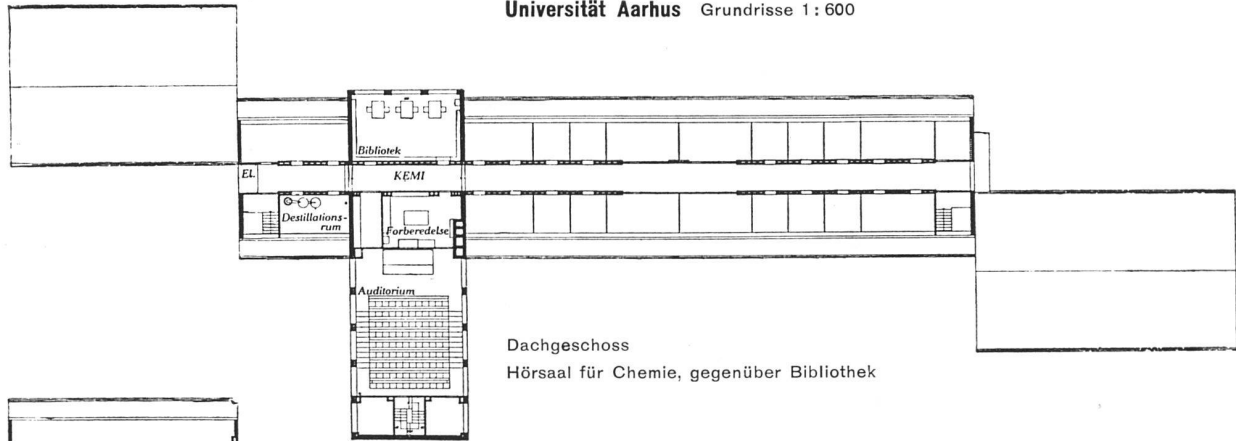 Universität Aarhus Grundrisse 1 : 600
Bibliotek
El.
KEMI
Destillations-
rum
Forberedelse
Auditorium
Dachgeschoss
Hörsaal für Chemie, gegenüber Bibliothek